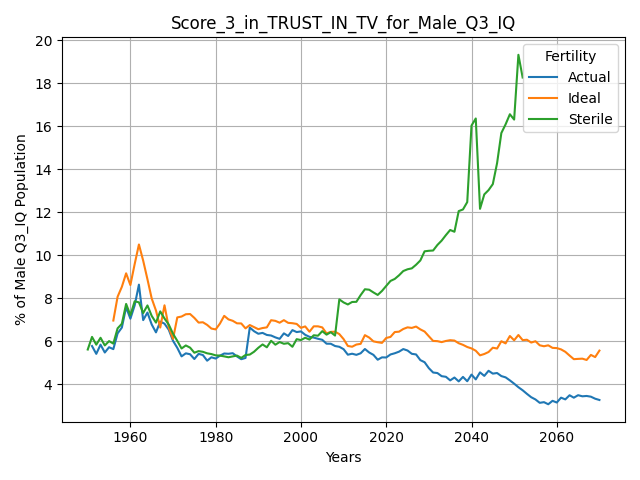 Score_3_in_TRUST_IN_TV_for_Male_Q3_IQ
% of Male Q3_IQ Population
20
18
16
14
12
10
8
6
4
Fertility
Actual
Ideal
Sterile
1960
1980
2000
2020
2040
2060
Years